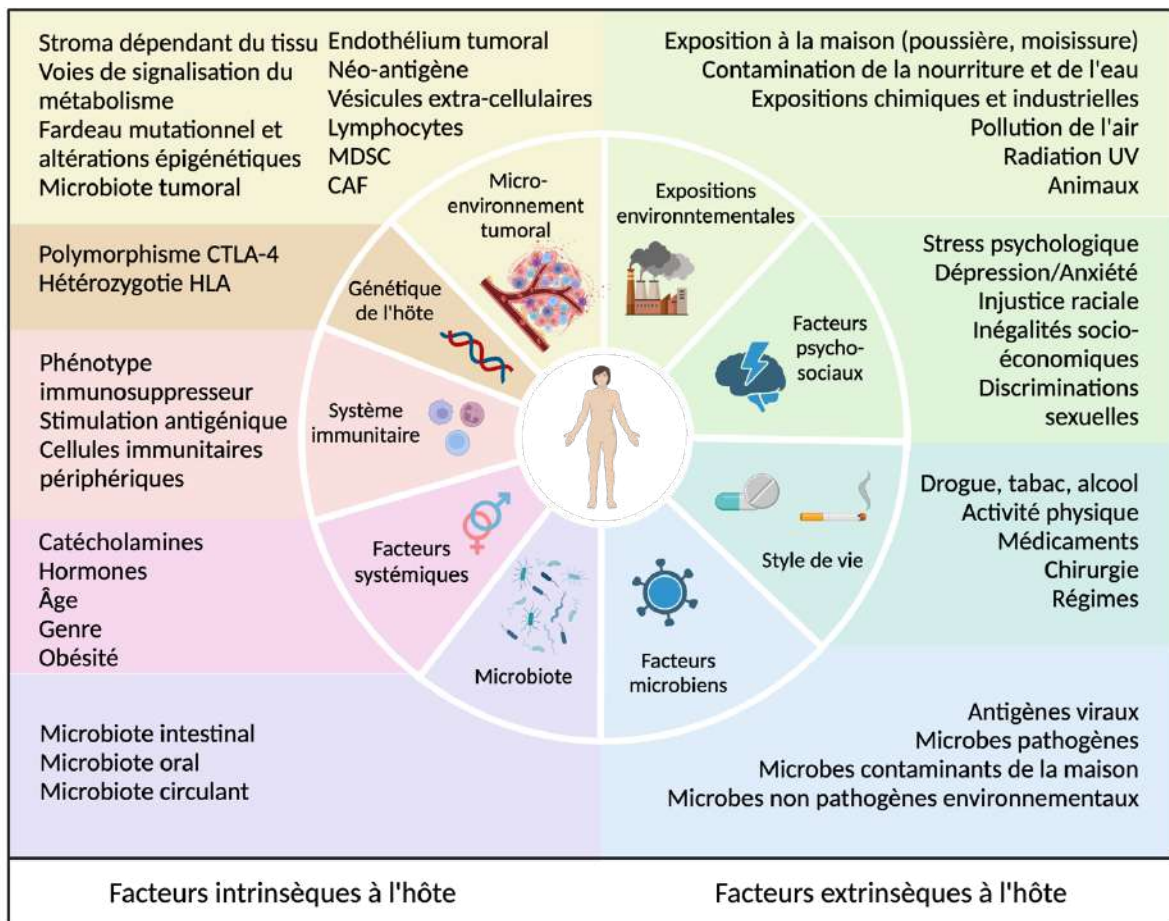 Stroma dépendant du tissu
Voies de signalisation du
métabolisme
Fardeau mutationnel et
altérations épigénétiques
Microbiote tumoral
Endothélium tumoral
Néo-antigène
Vésicules extra-cellulaires
Lymphocytes
MDSC
CAF
Micro-
environnement
tumoral
Exposition à la maison (poussière, moisissure)
Contamination de la nourriture et de l'eau
Expositions chimiques et industrielles
Pollution de l'air
Radiation UV
Animaux
Expositions
environntementales
Polymorphisme CTLA-4
Hétérozygotie HLA
Génétique
de l'hôte
Stress psychologique
Dépression/Anxiété
Injustice raciale
Inégalités socio-
économiques
Discriminations
sexuelles
Facteurs
psycho-
sociaux
Phénotype
immunosuppresseur
Stimulation antigénique
Cellules immunitaires
périphériques
Système
immunitaire
Drogue, tabac, alcool
Activité physique
Médicaments
Chirurgie
Régimes
Style de vie
Catécholamines
Hormones
Âge
Genre
Obésité
Facteurs
systémiques
Microbiote intestinal
Microbiote oral
Microbiote circulant
Microbiote
Facteurs
microbiens
Antigènes viraux
Microbes pathogènes
Microbes contaminants de la maison
Microbes non pathogènes environnementaux
Facteurs intrinsèques à l'hôte
Facteurs extrinsèques à l'hôte